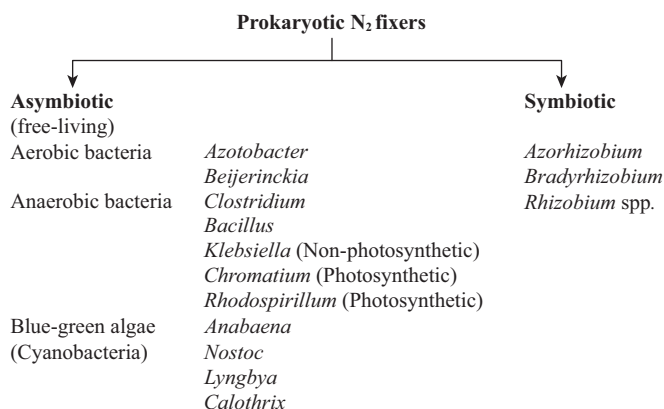 Prokaryotic N₂ fixers
Asymbiotic Symbiotic
(free-living)
Aerobic bacteria Azotobacter Azorhizobium
Beijerinckia Bradyrhizobium
Anaerobic bacteria Clostridium Rhizobium spp.
Bacillus
Klebsiella (Non-photosynthetic)
Chromatium (Photosynthetic)
Rhodospirillum (Photosynthetic)
Blue-green algae Anabaena
(Cyanobacteria) Nostoc
Lyngbya
Calothrix